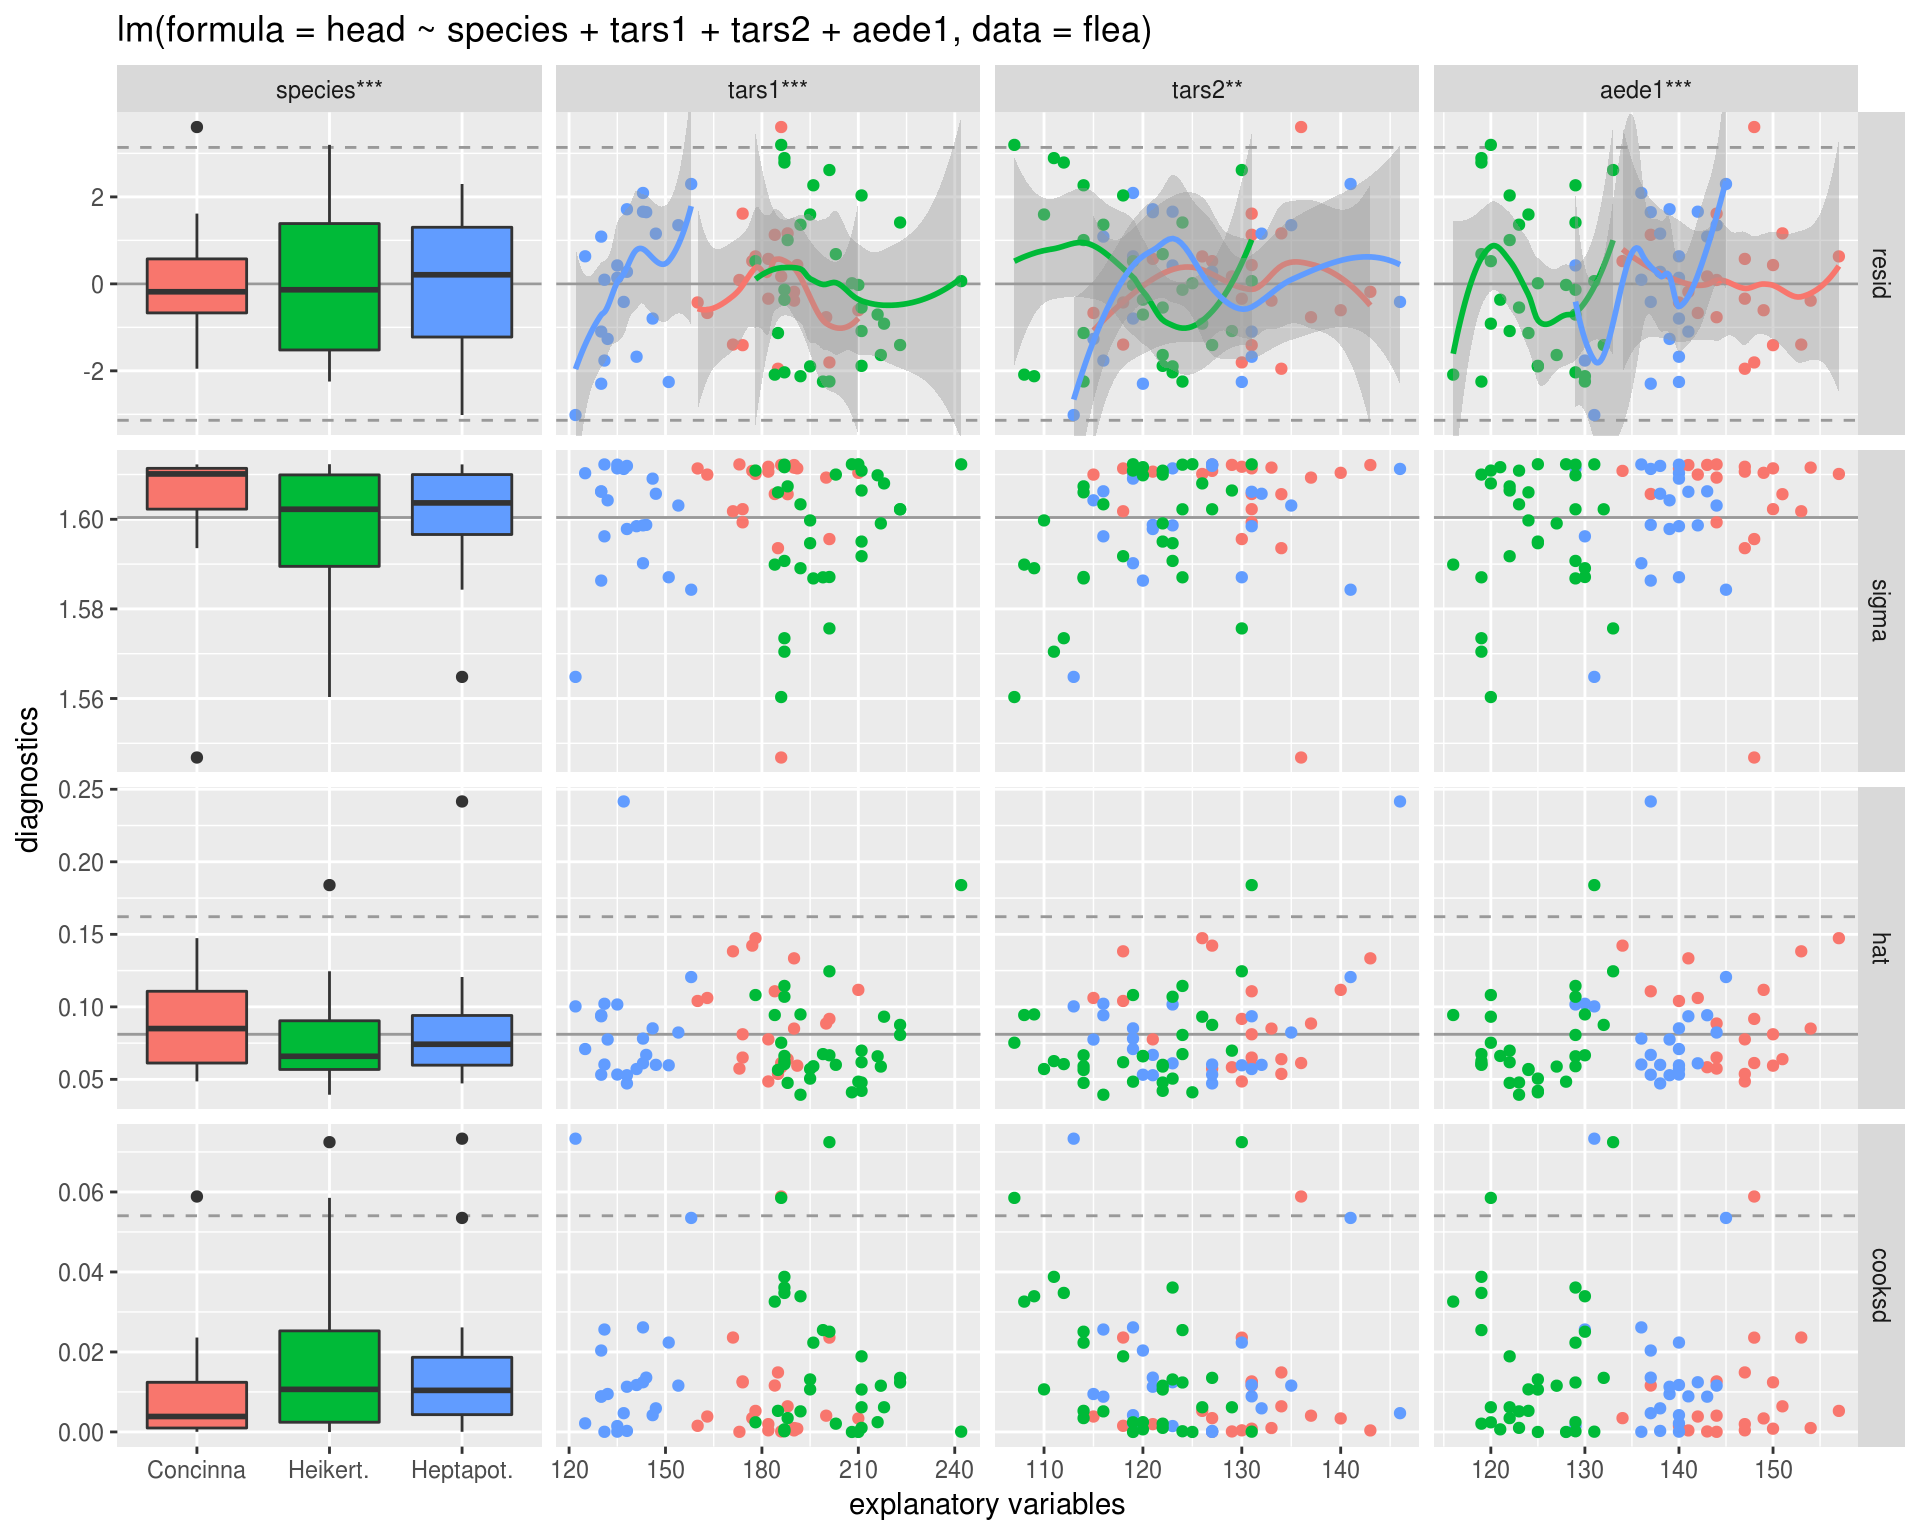 lm(formula = head ~ species + tars1 + tars2 + aede1, data = flea)
species***
tars1***
tars2**
aede1***
2
0
-2
resid
1.60
1.58
1.56
sigma
diagnostics
0.25
0.20
0.15
0.10
0.05
hat
0.06
0.04
0.02
0.00
cooksd
Concinna Heikert. Heptapot.
120 150 180 210 240
110 120 130 140
120 130 140 150
explanatory variables